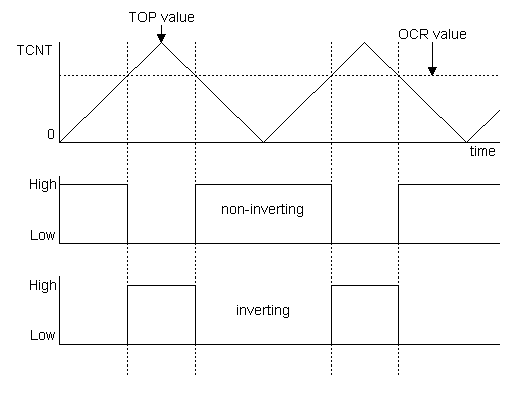 TOP value
OCR value
TCNT
0
time
High
non-inverting
Low
High
inverting
Low